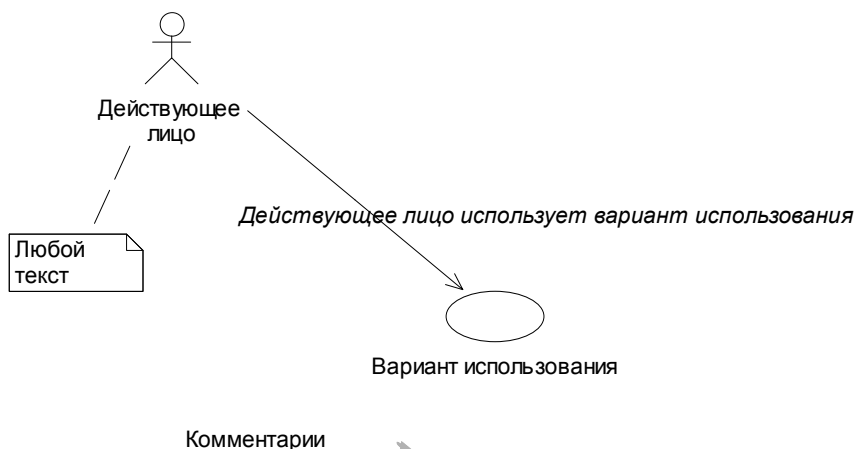 Действующее
лицо
Действующее лицо использует вариант использования
Любой
текст
Вариант использования
Комментарии